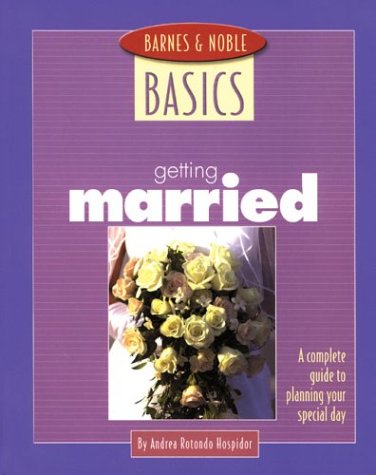 BARNES & NOBLE
BASICS
getting
married
A complete
guide to
planning your
special day
By Andrea Rotondo Hospidor